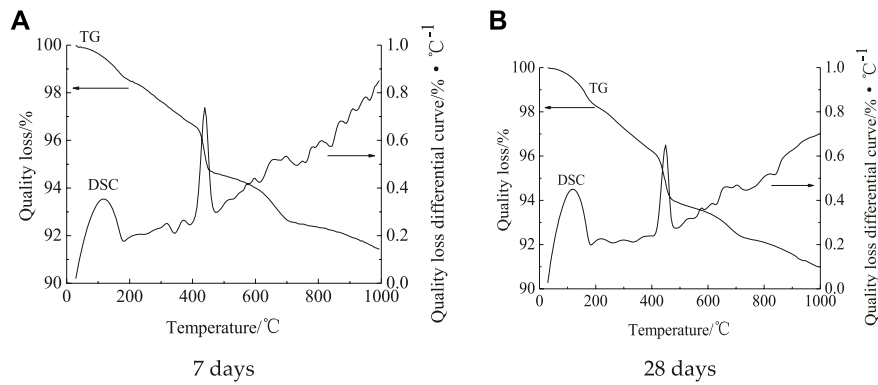 A
TG
DSC
100
98
96
94
92
90
Quality loss/%
0
200
400
600
800
1000
Temperature/℃
1.0
0.8
0.6
0.4
0.2
0.0
Quality loss differential curve/% • ℃-1
7 days
B
TG
DSC
100
98
96
94
92
90
Quality loss/%
0
200
400
600
800
1000
Temperature/℃
1.0
0.8
0.6
0.4
0.2
0.0
Quality loss differential curve/% • ℃-1
28 days